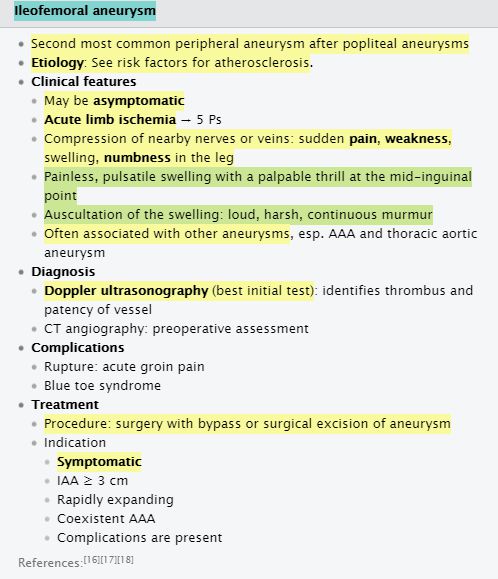 Ileofemoral aneurysm
• Second most common peripheral aneurysm after popliteal aneurysms
• Etiology: See risk factors for atherosclerosis.
• Clinical features
• May be asymptomatic
• Acute limb ischemia → 5 Ps
• Compression of nearby nerves or veins: sudden pain, weakness,
swelling, numbness in the leg
• Painless, pulsatile swelling with a palpable thrill at the mid-inguinal
point
• Auscultation of the swelling: loud, harsh, continuous murmur
• Often associated with other aneurysms, esp. AAA and thoracic aortic
aneurysm
• Diagnosis
• Doppler ultrasonography (best initial test): identifies thrombus and
patency of vessel
• CT angiography: preoperative assessment
• Complications
• Rupture: acute groin pain
• Blue toe syndrome
• Treatment
• Procedure: surgery with bypass or surgical excision of aneurysm
• Indication
• Symptomatic
• IAA ≥ 3 cm
• Rapidly expanding
• Coexistent AAA
• Complications are present
References:[16][17][18]